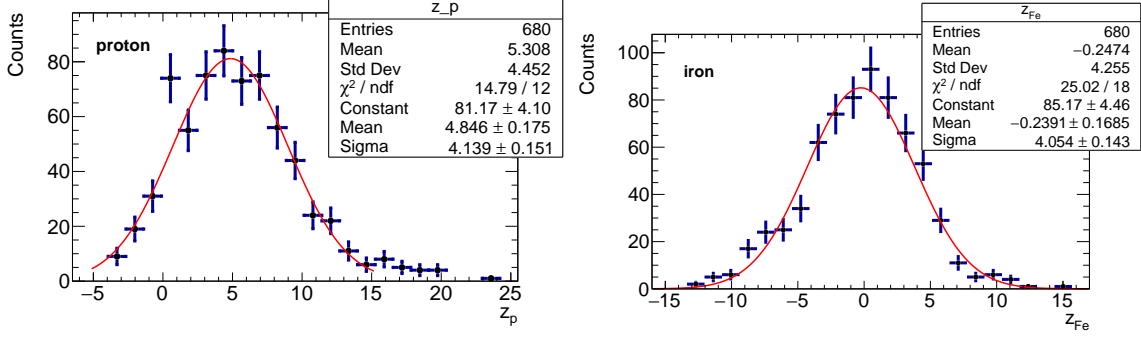 z_p
Entries 680
Mean 5.308
Std Dev 4.452
χ² / ndf 14.79 / 12
Constant 81.17 ± 4.10
Mean 4.846 ± 0.175
Sigma 4.139 ± 0.151
proton
Counts
80
60
40
20
0
−5 0 5 10 15 20 25
z_p
z_Fe
Entries 680
Mean −0.2474
Std Dev 4.255
χ² / ndf 25.02 / 18
Constant 85.17 ± 4.46
Mean −0.2391 ± 0.1685
Sigma 4.054 ± 0.143
iron
Counts
100
80
60
40
20
0
−15 −10 −5 0 5 10 15
z_Fe